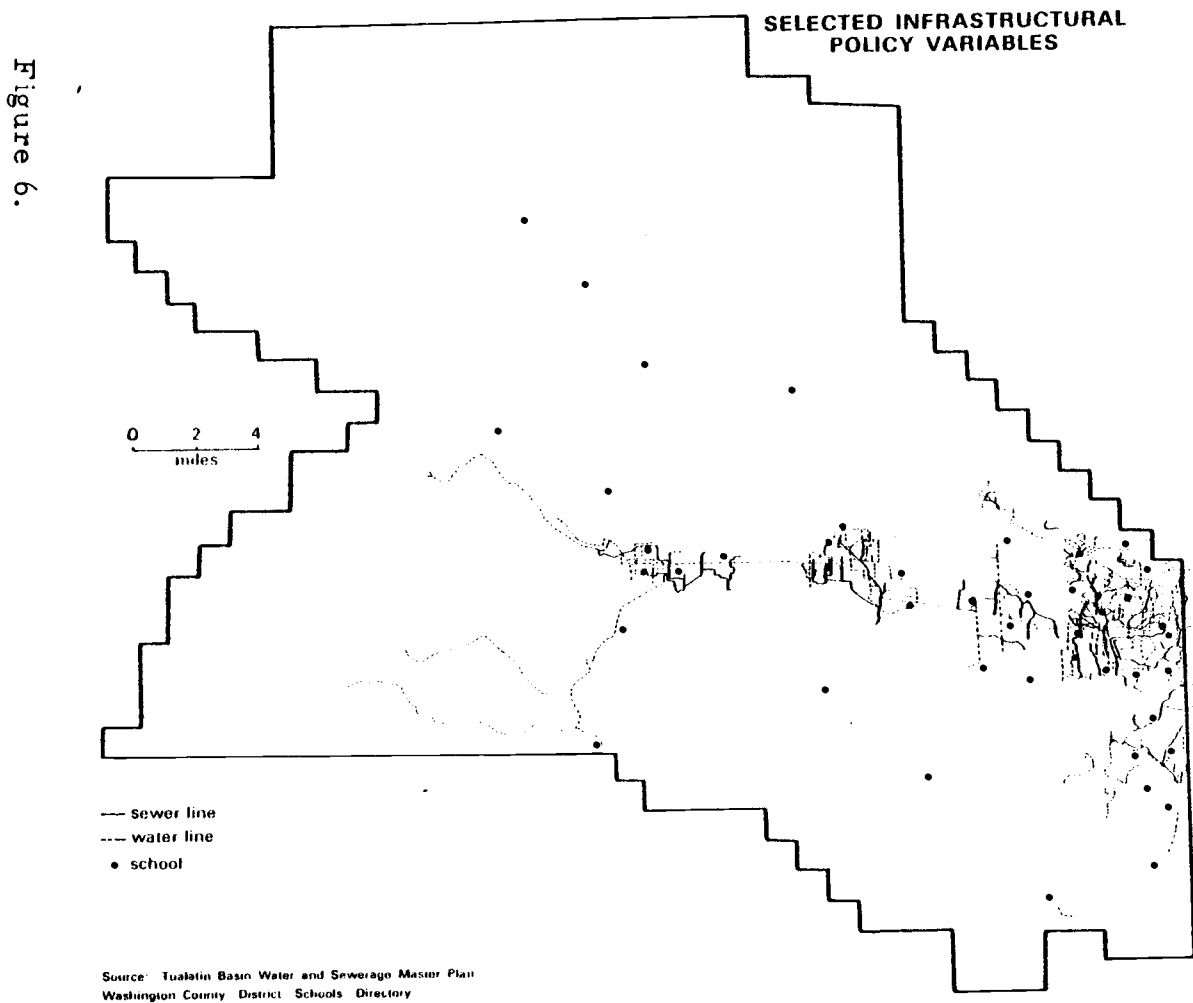 SELECTED INFRASTRUCTURAL
POLICY VARIABLES
Figure 6.
0 2 4
miles
sewer line
water line
school
Source: Tualatin Basin Water and Sewerage Master Plan
Washington County District Schools Directory